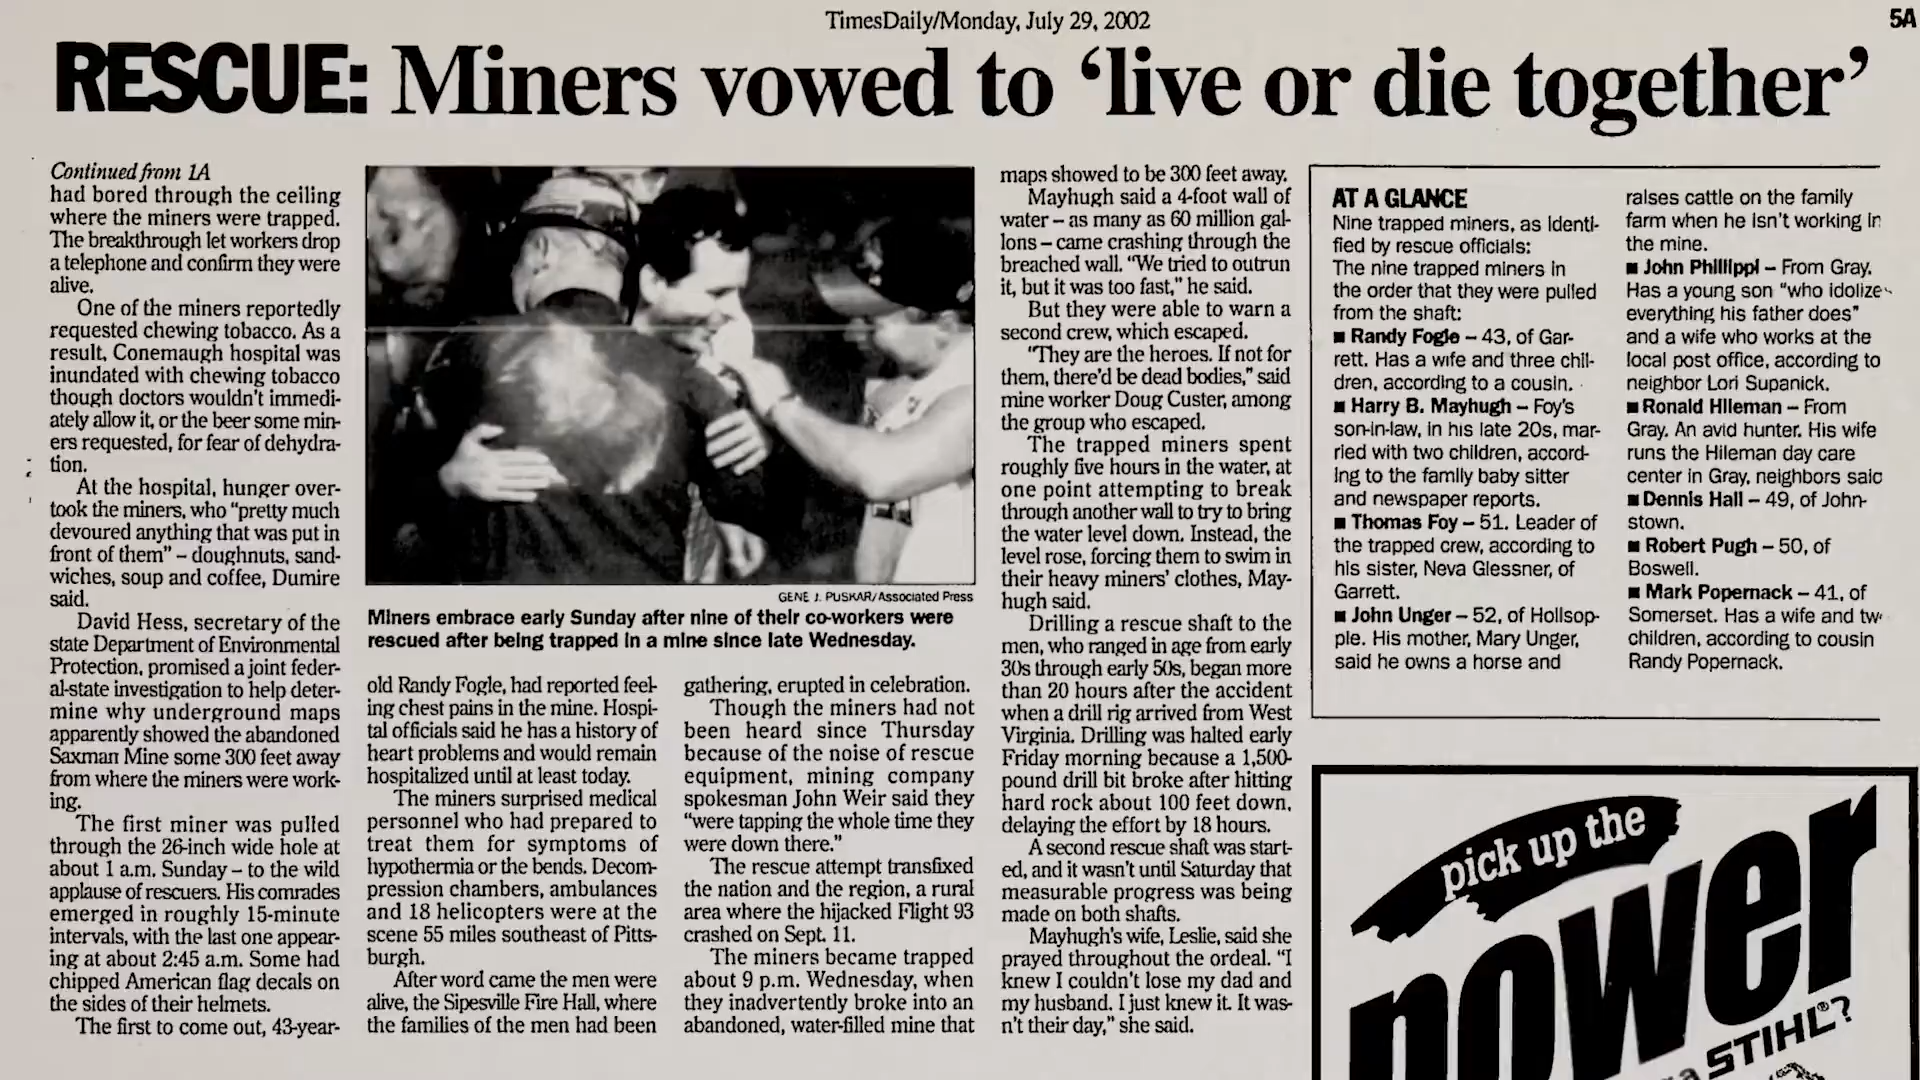 TimesDaily/Monday, July 29, 2002
5A
RESCUE: Miners vowed to ‘live or die together’
Continued from 1A
had bored through the ceiling
where the miners were trapped.
The breakthrough let workers drop
a telephone and confirm they were
alive.
One of the miners reportedly
requested chewing tobacco. As a
result, Conemaugh hospital was
inundated with chewing tobacco
though doctors wouldn't immedi-
ately allow it, or the beer some min-
ers requested, for fear of dehydra-
tion.
At the hospital, hunger over-
took the miners, who “pretty much
devoured anything that was put in
front of them” – doughnuts, sand-
wiches, soup and coffee, Dumire
said.
David Hess, secretary of the
state Department of Environmental
Protection, promised a joint feder-
al-state investigation to help deter-
mine why underground maps
apparently showed the abandoned
Saxman Mine some 300 feet away
from where the miners were work-
ing.
The first miner was pulled
through the 26-inch wide hole at
about 1 a.m. Sunday – to the wild
applause of rescuers. His comrades
emerged in roughly 15-minute
intervals, with the last one appear-
ing at about 2:45 a.m. Some had
chipped American flag decals on
the sides of their helmets.
The first to come out, 43-year-
GENE J. PUSKAR/Associated Press
Miners embrace early Sunday after nine of their co-workers were
rescued after being trapped in a mine since late Wednesday.
old Randy Fogle, had reported feel-
ing chest pains in the mine. Hospi-
tal officials said he has a history of
heart problems and would remain
hospitalized until at least today.
The miners surprised medical
personnel who had prepared to
treat them for symptoms of
hypothermia or the bends. Decom-
pression chambers, ambulances
and 18 helicopters were at the
scene 55 miles southeast of Pitts-
burgh.
After word came the men were
alive, the Sipesville Fire Hall, where
the families of the men had been
gathering, erupted in celebration.
Though the miners had not
been heard since Thursday
because of the noise of rescue
equipment, mining company
spokesman John Weir said they
“were tapping the whole time they
were down there.”
The rescue attempt transfixed
the nation and the region, a rural
area where the hijacked Flight 93
crashed on Sept. 11.
The miners became trapped
about 9 p.m. Wednesday, when
they inadvertently broke into an
abandoned, water-filled mine that
maps showed to be 300 feet away.
Mayhugh said a 4-foot wall of
water – as many as 60 million gal-
lons – came crashing through the
breached wall. “We tried to outrun
it, but it was too fast,” he said.
But they were able to warn a
second crew, which escaped.
“They are the heroes. If not for
them, there'd be dead bodies,” said
mine worker Doug Custer, among
the group who escaped.
The trapped miners spent
roughly five hours in the water, at
one point attempting to break
through another wall to try to bring
the water level down. Instead, the
level rose, forcing them to swim in
their heavy miners' clothes, May-
hugh said.
Drilling a rescue shaft to the
men, who ranged in age from early
30s through early 50s, began more
than 20 hours after the accident
when a drill rig arrived from West
Virginia. Drilling was halted early
Friday morning because a 1,500-
pound drill bit broke after hitting
hard rock about 100 feet down,
delaying the effort by 18 hours.
A second rescue shaft was start-
ed, and it wasn't until Saturday that
measurable progress was being
made on both shafts.
Mayhugh's wife, Leslie, said she
prayed throughout the ordeal. “I
knew I couldn't lose my dad and
my husband. I just knew it. It was-
n't their day,” she said.
AT A GLANCE
Nine trapped miners, as identi-
fied by rescue officials:
The nine trapped miners in
the order that they were pulled
from the shaft:
■ Randy Fogle – 43, of Gar-
rett. Has a wife and three chil-
dren, according to a cousin.
■ Harry B. Mayhugh – Foy's
son-in-law, in his late 20s, mar-
ried with two children, accord-
ing to the family baby sitter
and newspaper reports.
■ Thomas Foy – 51. Leader of
the trapped crew, according to
his sister, Neva Glessner, of
Garrett.
■ John Unger – 52, of Hollsop-
ple. His mother, Mary Unger,
said he owns a horse and
raises cattle on the family
farm when he isn't working in
the mine.
■ John Phillippi – From Gray.
Has a young son “who idolize
everything his father does”
and a wife who works at the
local post office, according to
neighbor Lori Supanick.
■ Ronald Hileman – From
Gray. An avid hunter. His wife
runs the Hileman day care
center in Gray, neighbors said
■ Dennis Hall – 49, of John-
stown.
■ Robert Pugh – 50, of
Boswell.
■ Mark Popernack – 41, of
Somerset. Has a wife and tw
children, according to cousin
Randy Popernack.
pick up the
power
STIHL®?